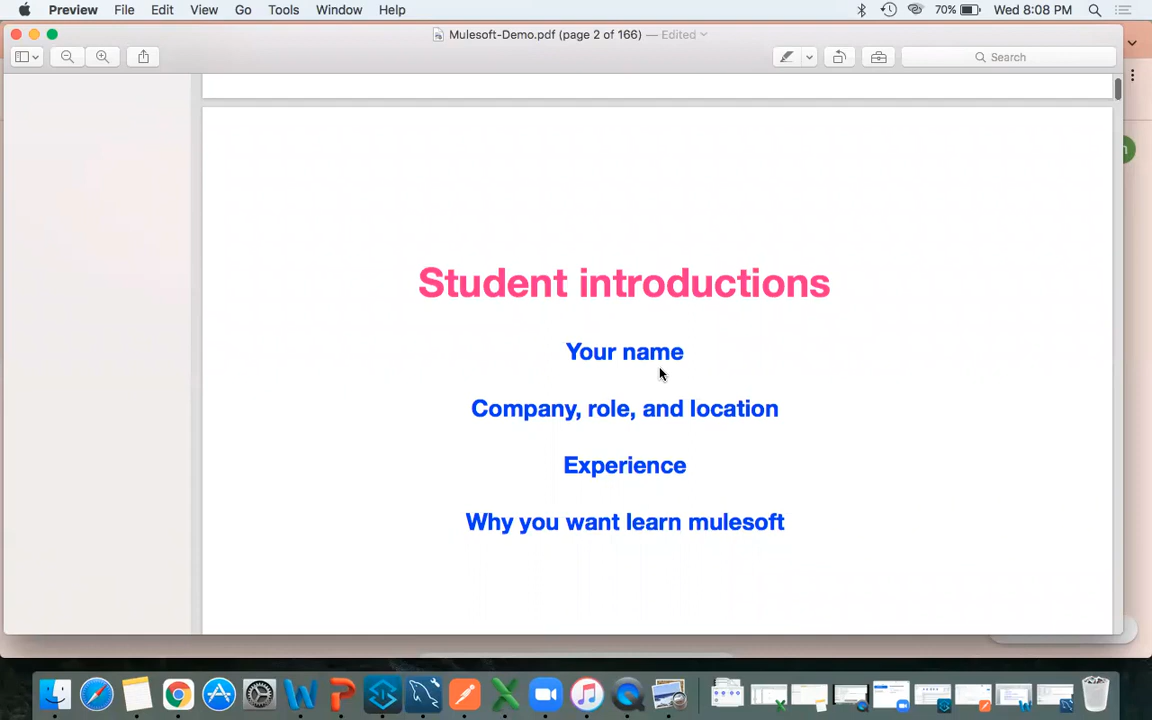 Preview File Edit View Go Tools Window Help 70% Wed 8:08 PM
Mulesoft-Demo.pdf (page 2 of 166) — Edited
Search
Student introductions
Your name
Company, role, and location
Experience
Why you want learn mulesoft